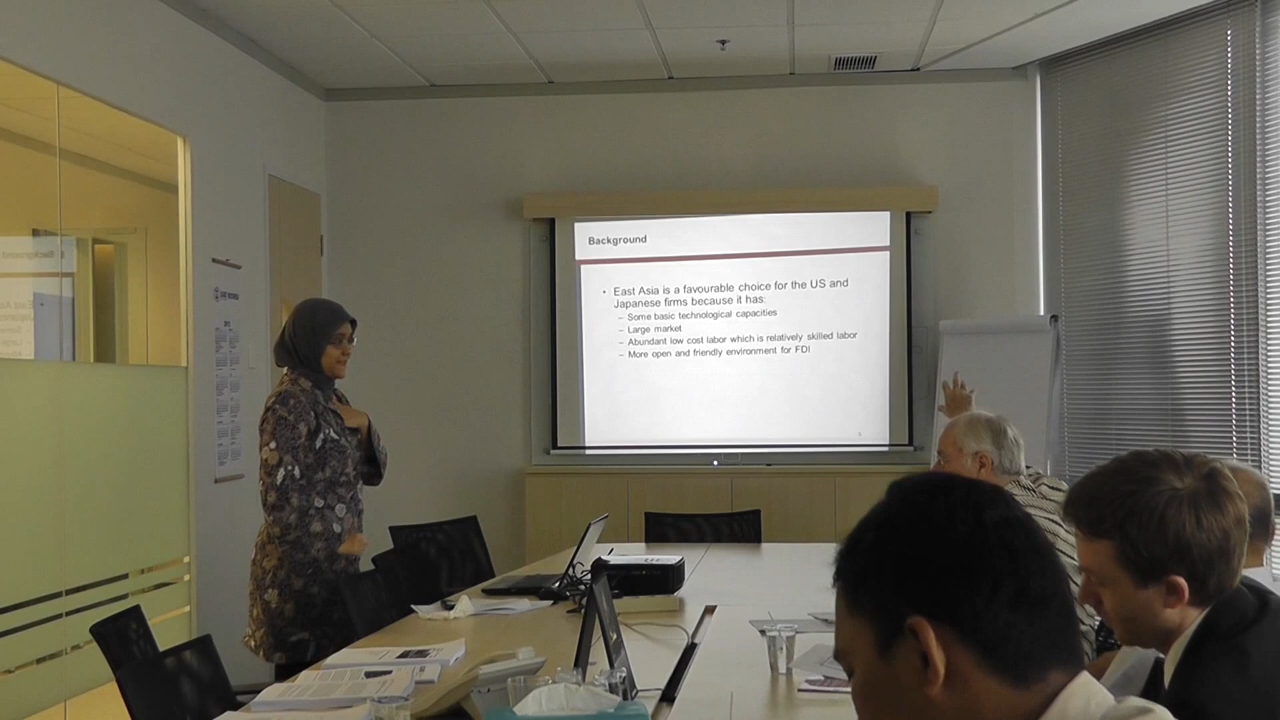 Background
• East Asia is a favourable choice for the US and
Japanese firms because it has:
– Some basic technological capacities
– Large market
– Abundant low cost labor which is relatively skilled labor
– More open and friendly environment for FDI